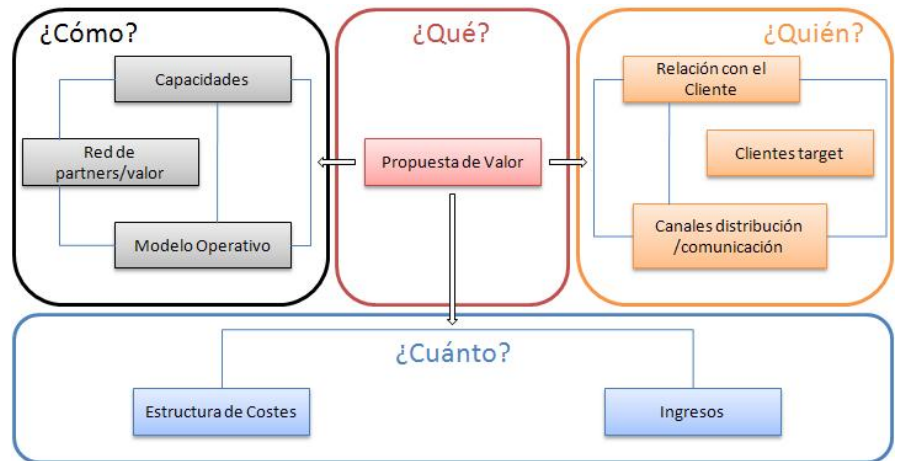 ¿Cómo?
Capacidades
Red de
partners/valor
Modelo Operativo
¿Qué?
Propuesta de Valor
¿Quién?
Relación con el
Cliente
Clientes target
Canales distribución
/comunicación
¿Cuánto?
Estructura de Costes
Ingresos